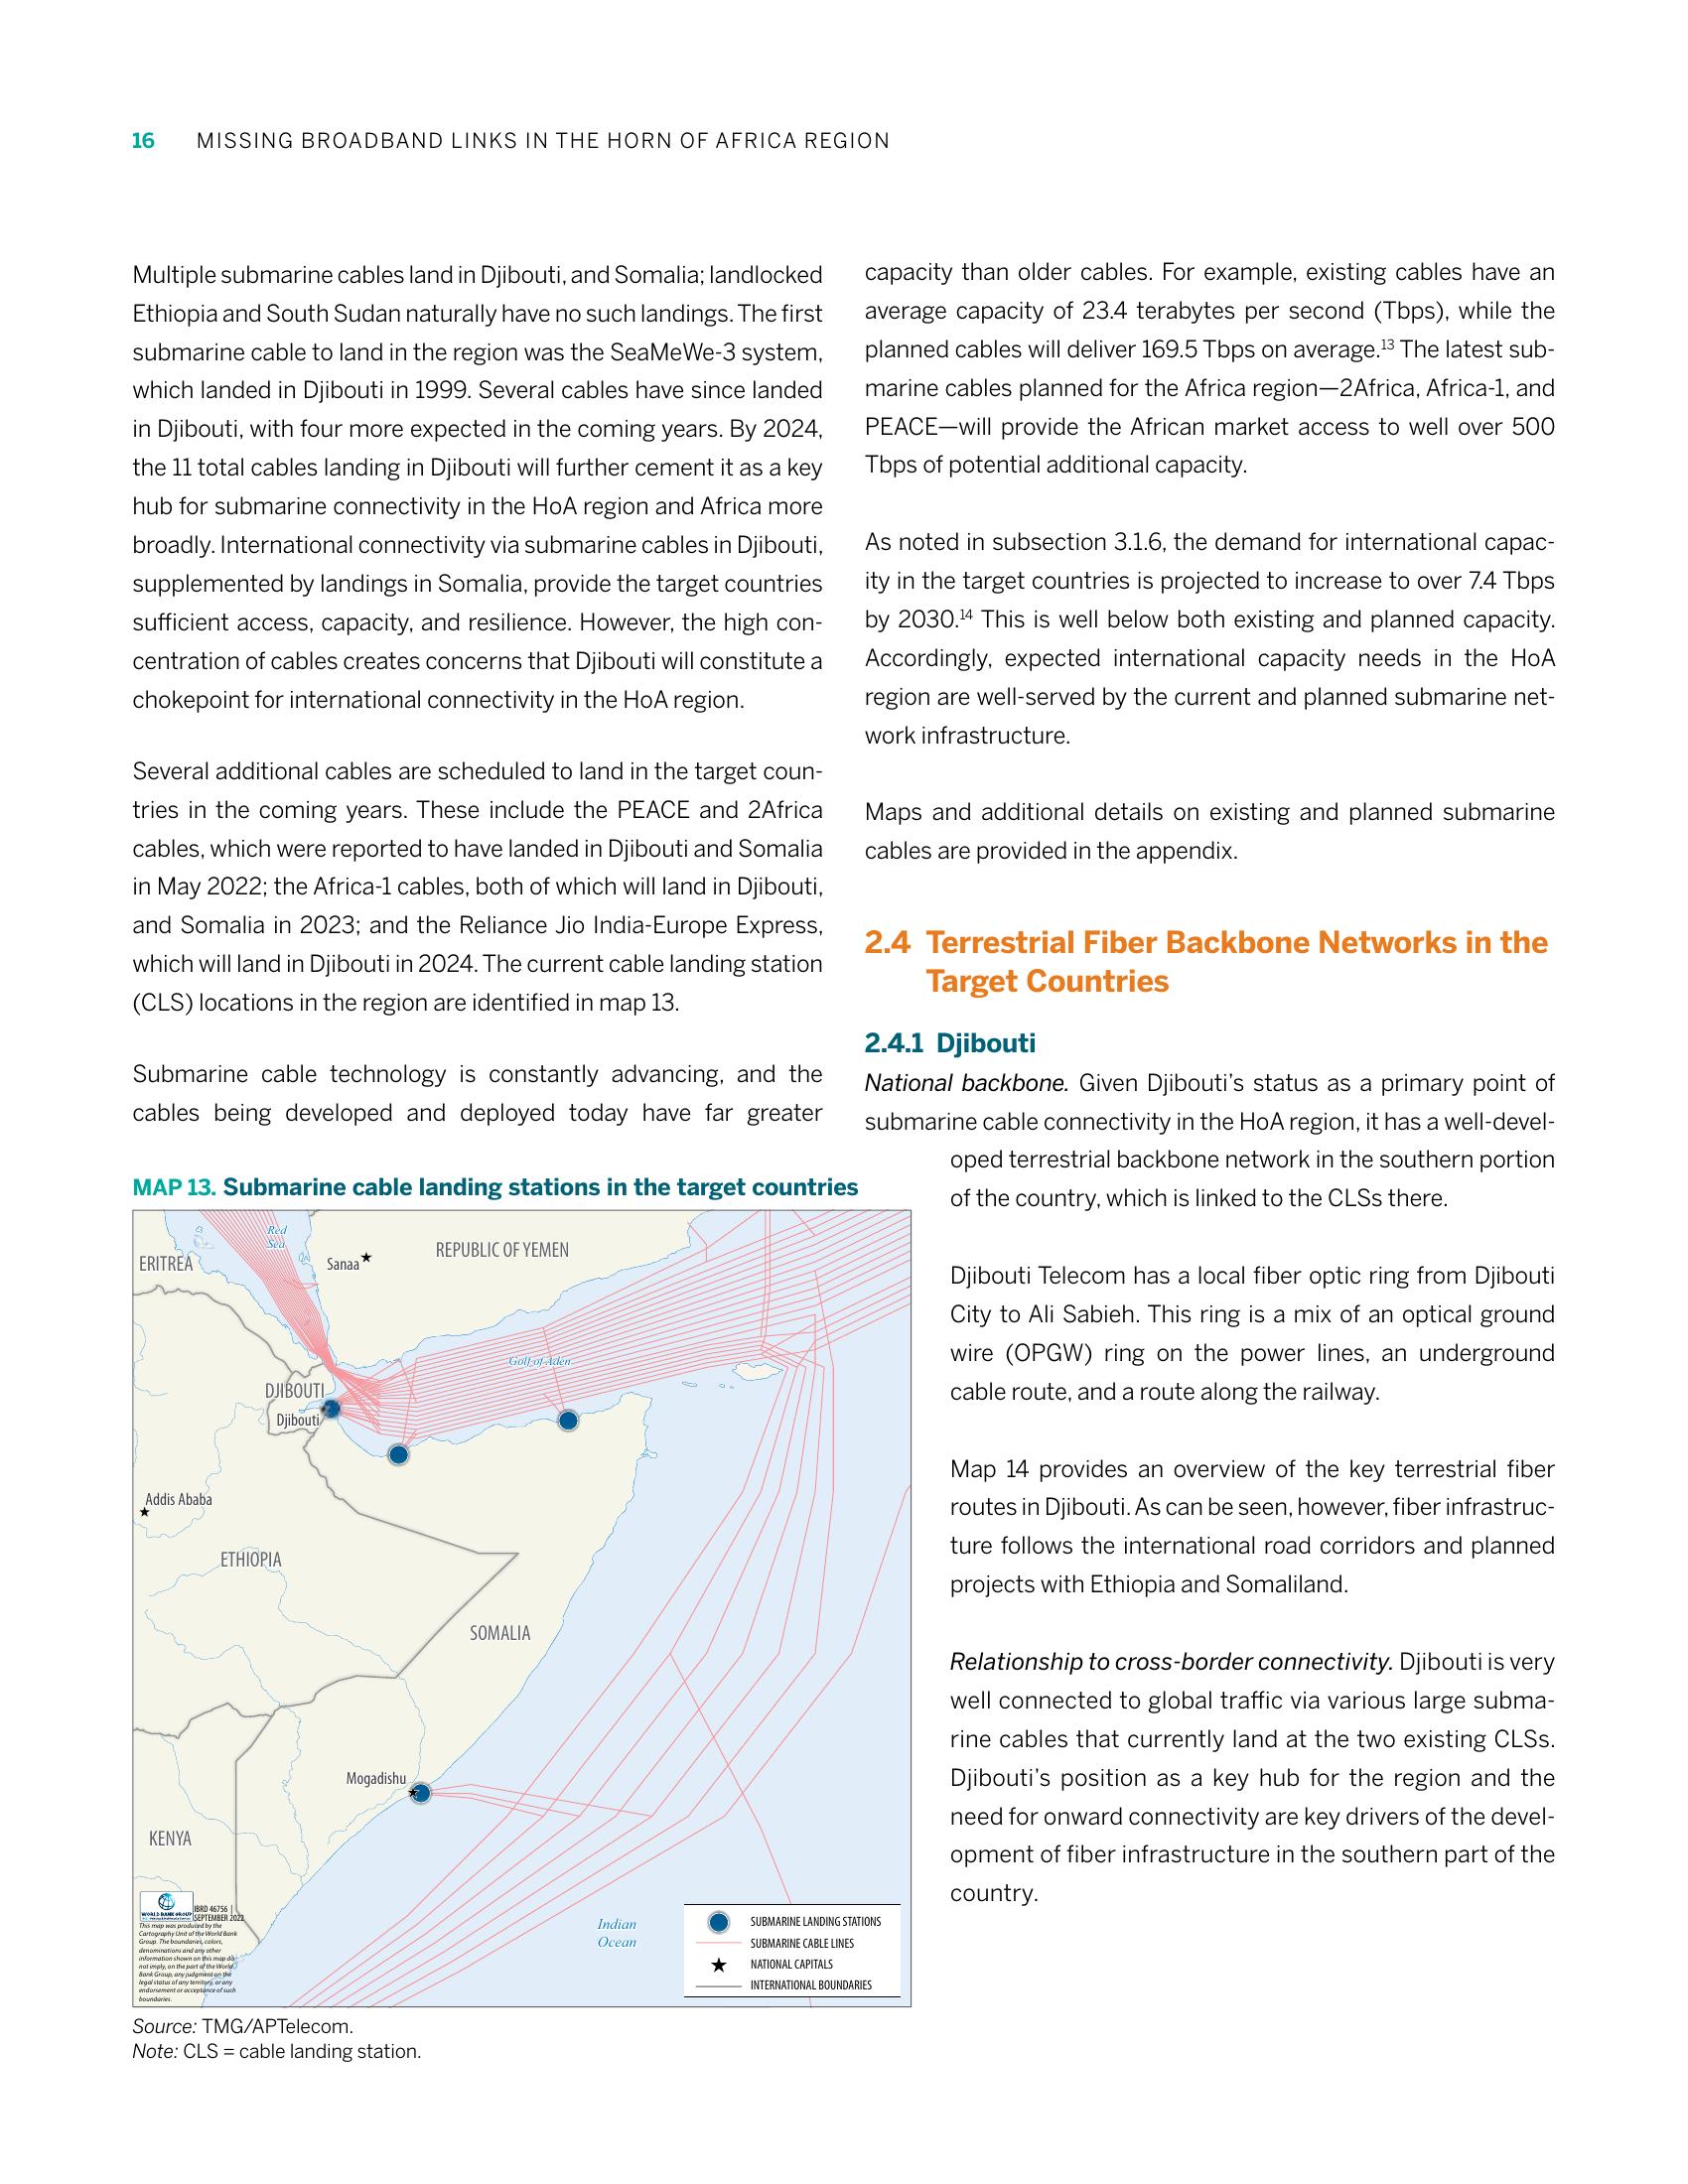 16 MISSING BROADBAND LINKS IN THE HORN OF AFRICA REGION
Multiple submarine cables land in Djibouti, and Somalia; landlocked
Ethiopia and South Sudan naturally have no such landings. The first
submarine cable to land in the region was the SeaMeWe-3 system,
which landed in Djibouti in 1999. Several cables have since landed
in Djibouti, with four more expected in the coming years. By 2024,
the 11 total cables landing in Djibouti will further cement it as a key
hub for submarine connectivity in the HoA region and Africa more
broadly. International connectivity via submarine cables in Djibouti,
supplemented by landings in Somalia, provide the target countries
sufficient access, capacity, and resilience. However, the high con-
centration of cables creates concerns that Djibouti will constitute a
chokepoint for international connectivity in the HoA region.
Several additional cables are scheduled to land in the target coun-
tries in the coming years. These include the PEACE and 2Africa
cables, which were reported to have landed in Djibouti and Somalia
in May 2022; the Africa-1 cables, both of which will land in Djibouti,
and Somalia in 2023; and the Reliance Jio India-Europe Express,
which will land in Djibouti in 2024. The current cable landing station
(CLS) locations in the region are identified in map 13.
Submarine cable technology is constantly advancing, and the
cables being developed and deployed today have far greater
capacity than older cables. For example, existing cables have an
average capacity of 23.4 terabytes per second (Tbps), while the
planned cables will deliver 169.5 Tbps on average.13 The latest sub-
marine cables planned for the Africa region—2Africa, Africa-1, and
PEACE—will provide the African market access to well over 500
Tbps of potential additional capacity.
As noted in subsection 3.1.6, the demand for international capac-
ity in the target countries is projected to increase to over 7.4 Tbps
by 2030.14 This is well below both existing and planned capacity.
Accordingly, expected international capacity needs in the HoA
region are well-served by the current and planned submarine net-
work infrastructure.
Maps and additional details on existing and planned submarine
cables are provided in the appendix.
2.4 Terrestrial Fiber Backbone Networks in the
Target Countries
2.4.1 Djibouti
National backbone. Given Djibouti's status as a primary point of
submarine cable connectivity in the HoA region, it has a well-devel-
oped terrestrial backbone network in the southern portion
of the country, which is linked to the CLSs there.
Djibouti Telecom has a local fiber optic ring from Djibouti
City to Ali Sabieh. This ring is a mix of an optical ground
wire (OPGW) ring on the power lines, an underground
cable route, and a route along the railway.
Map 14 provides an overview of the key terrestrial fiber
routes in Djibouti. As can be seen, however, fiber infrastruc-
ture follows the international road corridors and planned
projects with Ethiopia and Somaliland.
Relationship to cross-border connectivity. Djibouti is very
well connected to global traffic via various large subma-
rine cables that currently land at the two existing CLSs.
Djibouti's position as a key hub for the region and the
need for onward connectivity are key drivers of the devel-
opment of fiber infrastructure in the southern part of the
country.
MAP 13. Submarine cable landing stations in the target countries
Red
Sea
ERITREA
Sanaa
REPUBLIC OF YEMEN
Golf of Aden
DJIBOUTI
Djibouti
Addis Ababa
ETHIOPIA
SOMALIA
Mogadishu
KENYA
Indian
Ocean
WORLD BANK GROUP
IBRD 46756 |
SEPTEMBER 2022
This map was produced by the
Cartography Unit of the World Bank
Group. The boundaries, colors,
denominations and any other
information shown on this map do
not imply, on the part of the World
Bank Group, any judgment on the
legal status of any territory, or any
endorsement or acceptance of such
boundaries.
SUBMARINE LANDING STATIONS
SUBMARINE CABLE LINES
NATIONAL CAPITALS
INTERNATIONAL BOUNDARIES
Source: TMG/APTelecom.
Note: CLS = cable landing station.